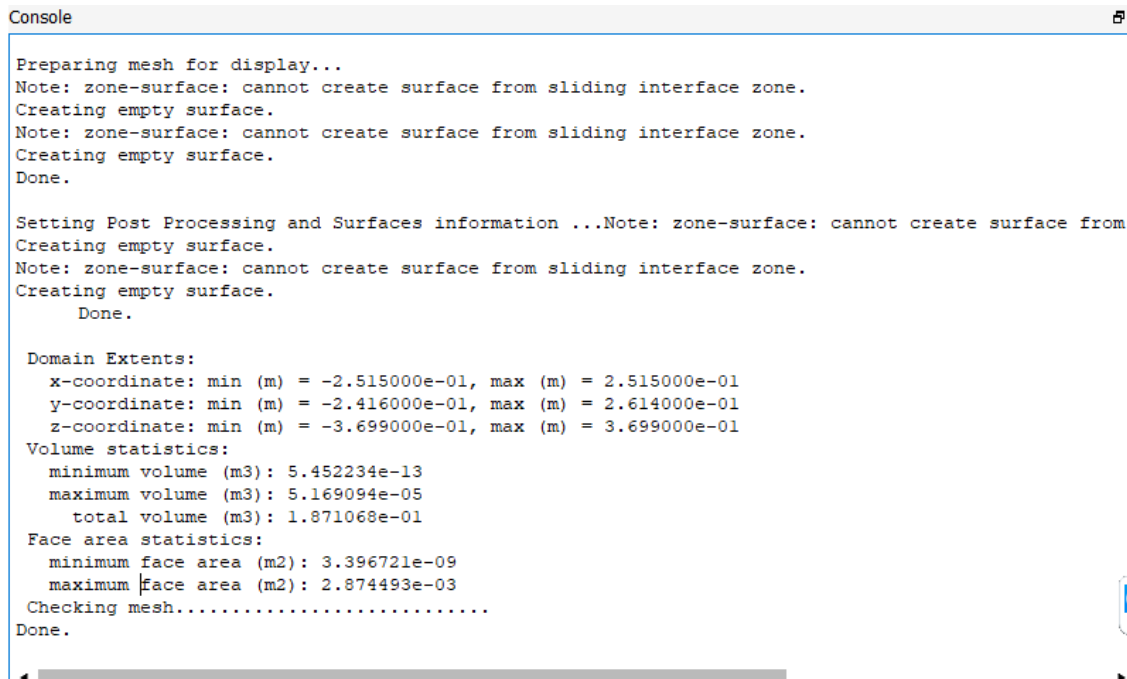 Console
Preparing mesh for display...
Note: zone-surface: cannot create surface from sliding interface zone.
Creating empty surface.
Note: zone-surface: cannot create surface from sliding interface zone.
Creating empty surface.
Done.
Setting Post Processing and Surfaces information ...Note: zone-surface: cannot create surface from
Creating empty surface.
Note: zone-surface: cannot create surface from sliding interface zone.
Creating empty surface.
Done.
Domain Extents:
x-coordinate: min (m) = -2.515000e-01, max (m) = 2.515000e-01
y-coordinate: min (m) = -2.416000e-01, max (m) = 2.614000e-01
z-coordinate: min (m) = -3.699000e-01, max (m) = 3.699000e-01
Volume statistics:
minimum volume (m3): 5.452234e-13
maximum volume (m3): 5.169094e-05
total volume (m3): 1.871068e-01
Face area statistics:
minimum face area (m2): 3.396721e-09
maximum face area (m2): 2.874493e-03
Checking mesh............................
Done.